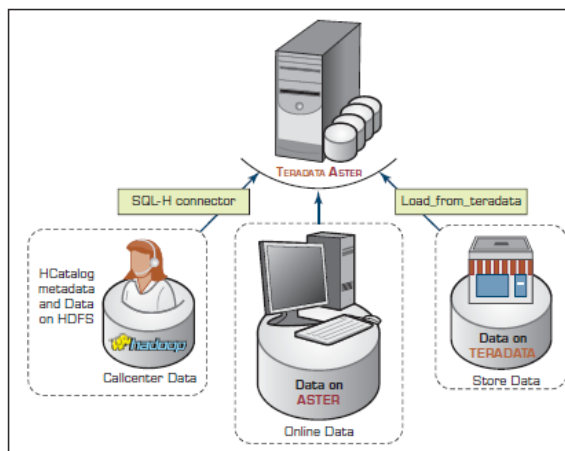 TERADATA ASTER
SQL-H connector
Load_from_teradata
HCatalog
metadata
and Data
on HDFS
hadoop
Callcenter Data
Data on
ASTER
Online Data
Data on
TERADATA
Store Data